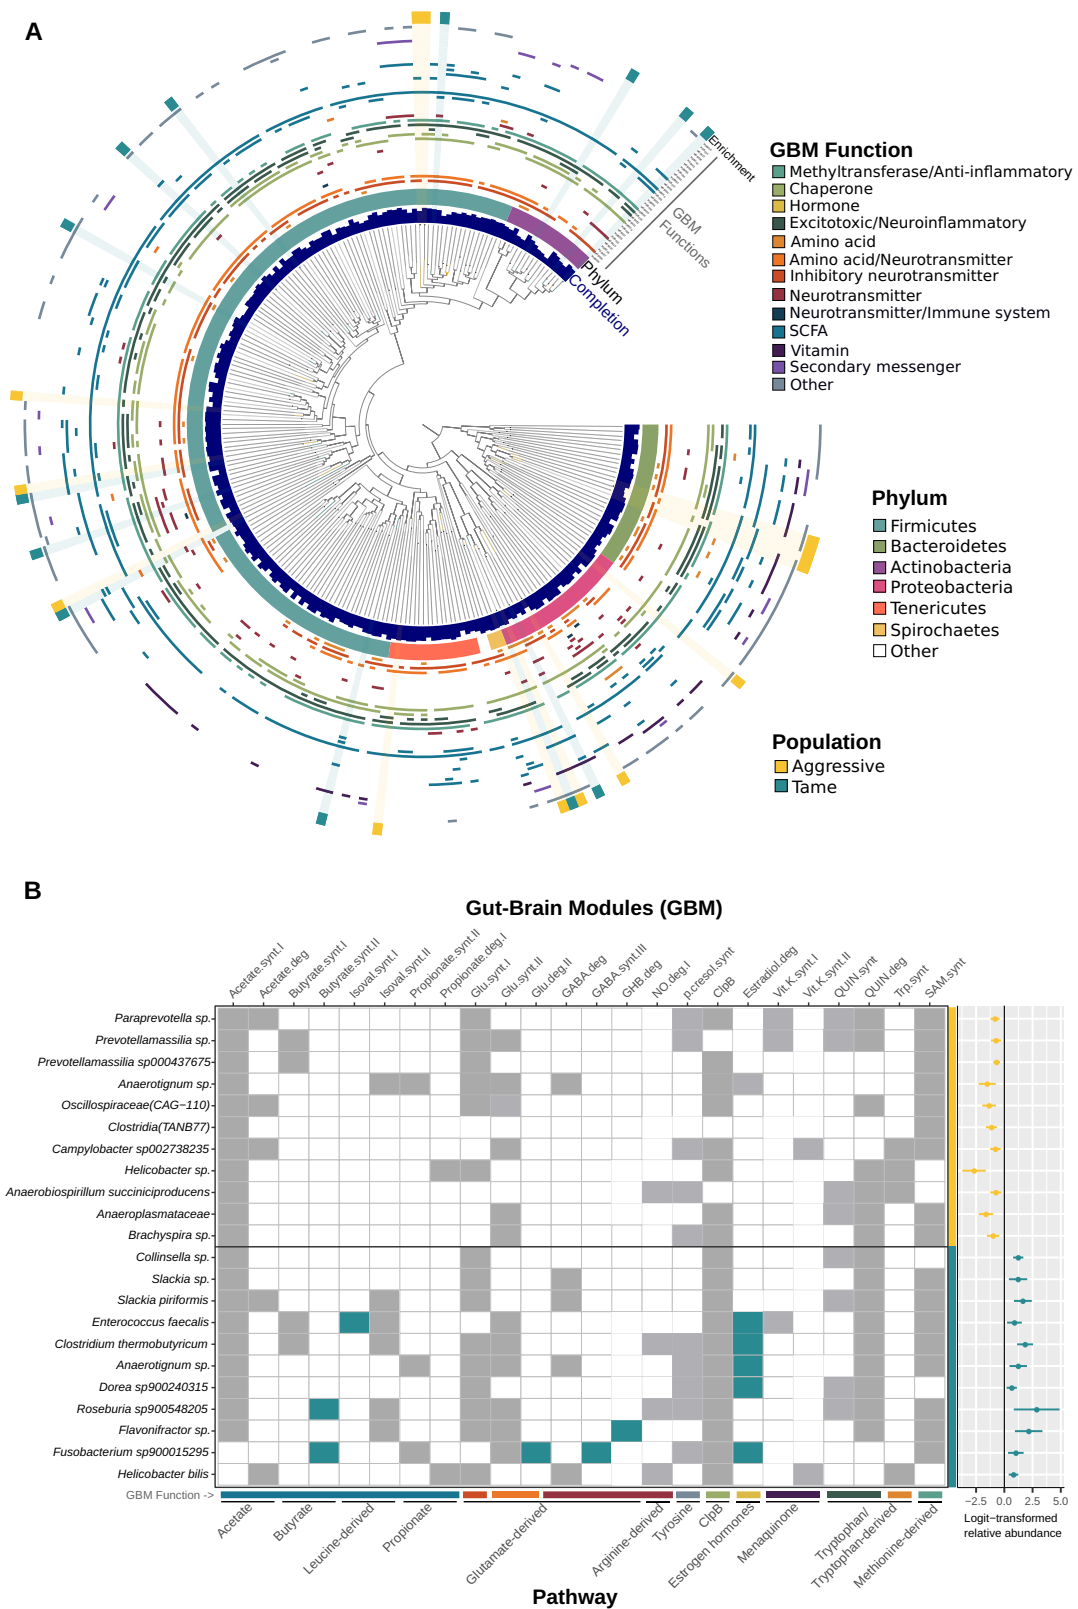 A
Enrichment
GBM
Functions
Phylum
Completion
GBM Function
Methyltransferase/Anti-inflammatory
Chaperone
Hormone
Excitotoxic/Neuroinflammatory
Amino acid
Amino acid/Neurotransmitter
Inhibitory neurotransmitter
Neurotransmitter
Neurotransmitter/Immune system
SCFA
Vitamin
Secondary messenger
Other
Phylum
Firmicutes
Bacteroidetes
Actinobacteria
Proteobacteria
Tenericutes
Spirochaetes
Other
Population
Aggressive
Tame
B
Gut-Brain Modules (GBM)
Acetate.synt.I
Acetate.deg
Butyrate.synt.I
Butyrate.synt.II
Isoval.synt.I
Isoval.synt.II
Propionate.synt.II
Propionate.deg.I
Glu.synt.I
Glu.synt.II
Glu.deg.II
GABA.deg
GABA.synt.III
GHB.deg
NO.deg.I
p.cresol.synt
ClpB
Estradiol.deg
Vit.K.synt.I
Vit.K.synt.II
QUIN.synt
QUIN.deg
Trp.synt
SAM.synt
Paraprevotella sp.
Prevotellamassilia sp.
Prevotellamassilia sp000437675
Anaerotignum sp.
Oscillospiraceae(CAG−110)
Clostridia(TANB77)
Campylobacter sp002738235
Helicobacter sp.
Anaerobiospirillum succiniciproducens
Anaeroplasmataceae
Brachyspira sp.
Collinsella sp.
Slackia sp.
Slackia piriformis
Enterococcus faecalis
Clostridium thermobutyricum
Anaerotignum sp.
Dorea sp900240315
Roseburia sp900548205
Flavonifractor sp.
Fusobacterium sp900015295
Helicobacter bilis
GBM Function ->
−2.5 0.0 2.5 5.0
Logit−transformed
relative abundance
Acetate
Butyrate
Leucine-derived
Propionate
Glutamate-derived
Arginine-derived
Tyrosine
ClpB
Estrogen hormones
Menaquinone
Tryptophan/
Tryptophan-derived
Methionine-derived
Pathway